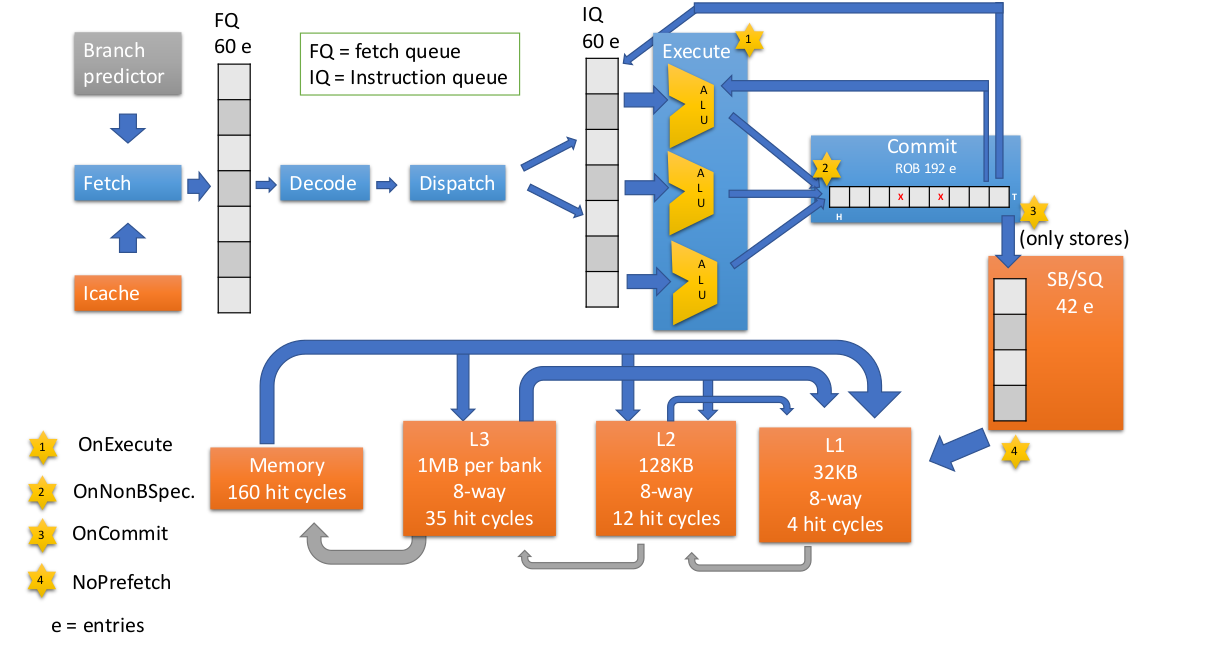 FQ
60 e
IQ
60 e
Branch
predictor
FQ = fetch queue
IQ = Instruction queue
Execute
1
A
L
U
Fetch
Decode
Dispatch
A
L
U
Commit
ROB 192 e
2
x
x
T
H
3
(only stores)
Icache
A
L
U
SB/SQ
42 e
4
1
OnExecute
2
OnNonBSpec.
3
OnCommit
4
NoPrefetch
e = entries
Memory
160 hit cycles
L3
1MB per bank
8-way
35 hit cycles
L2
128KB
8-way
12 hit cycles
L1
32KB
8-way
4 hit cycles